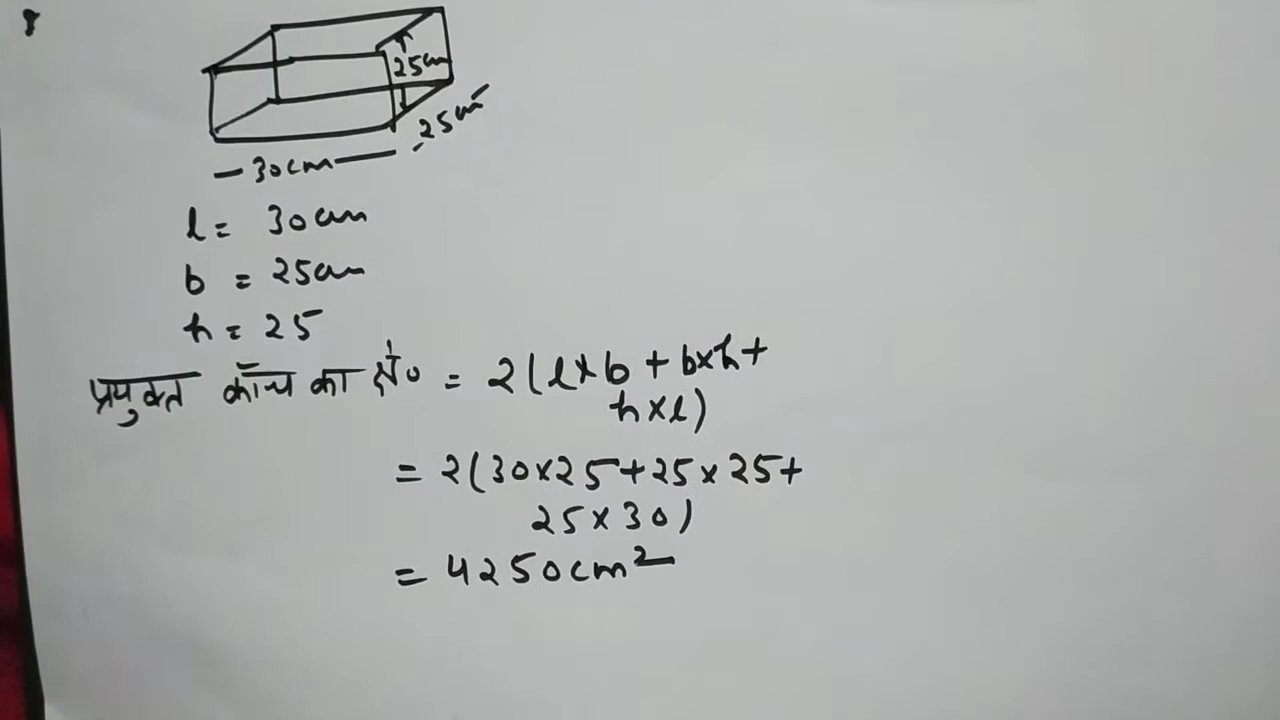 25cm
25cm
30cm
l = 30cm
b = 25cm
h = 25
प्रयुक्त काँच का क्षे० = 2(l×b + b×h +
h×l)
= 2(30×25+25×25+
25×30)
= 4250cm²